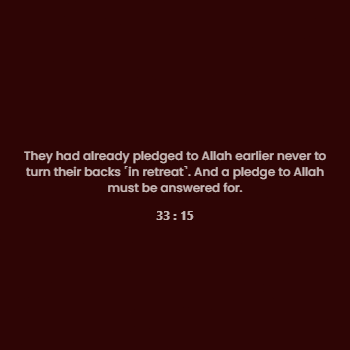 They had already pledged to Allah earlier never to
turn their backs ˹in retreat˺. And a pledge to Allah
must be answered for.
33 : 15